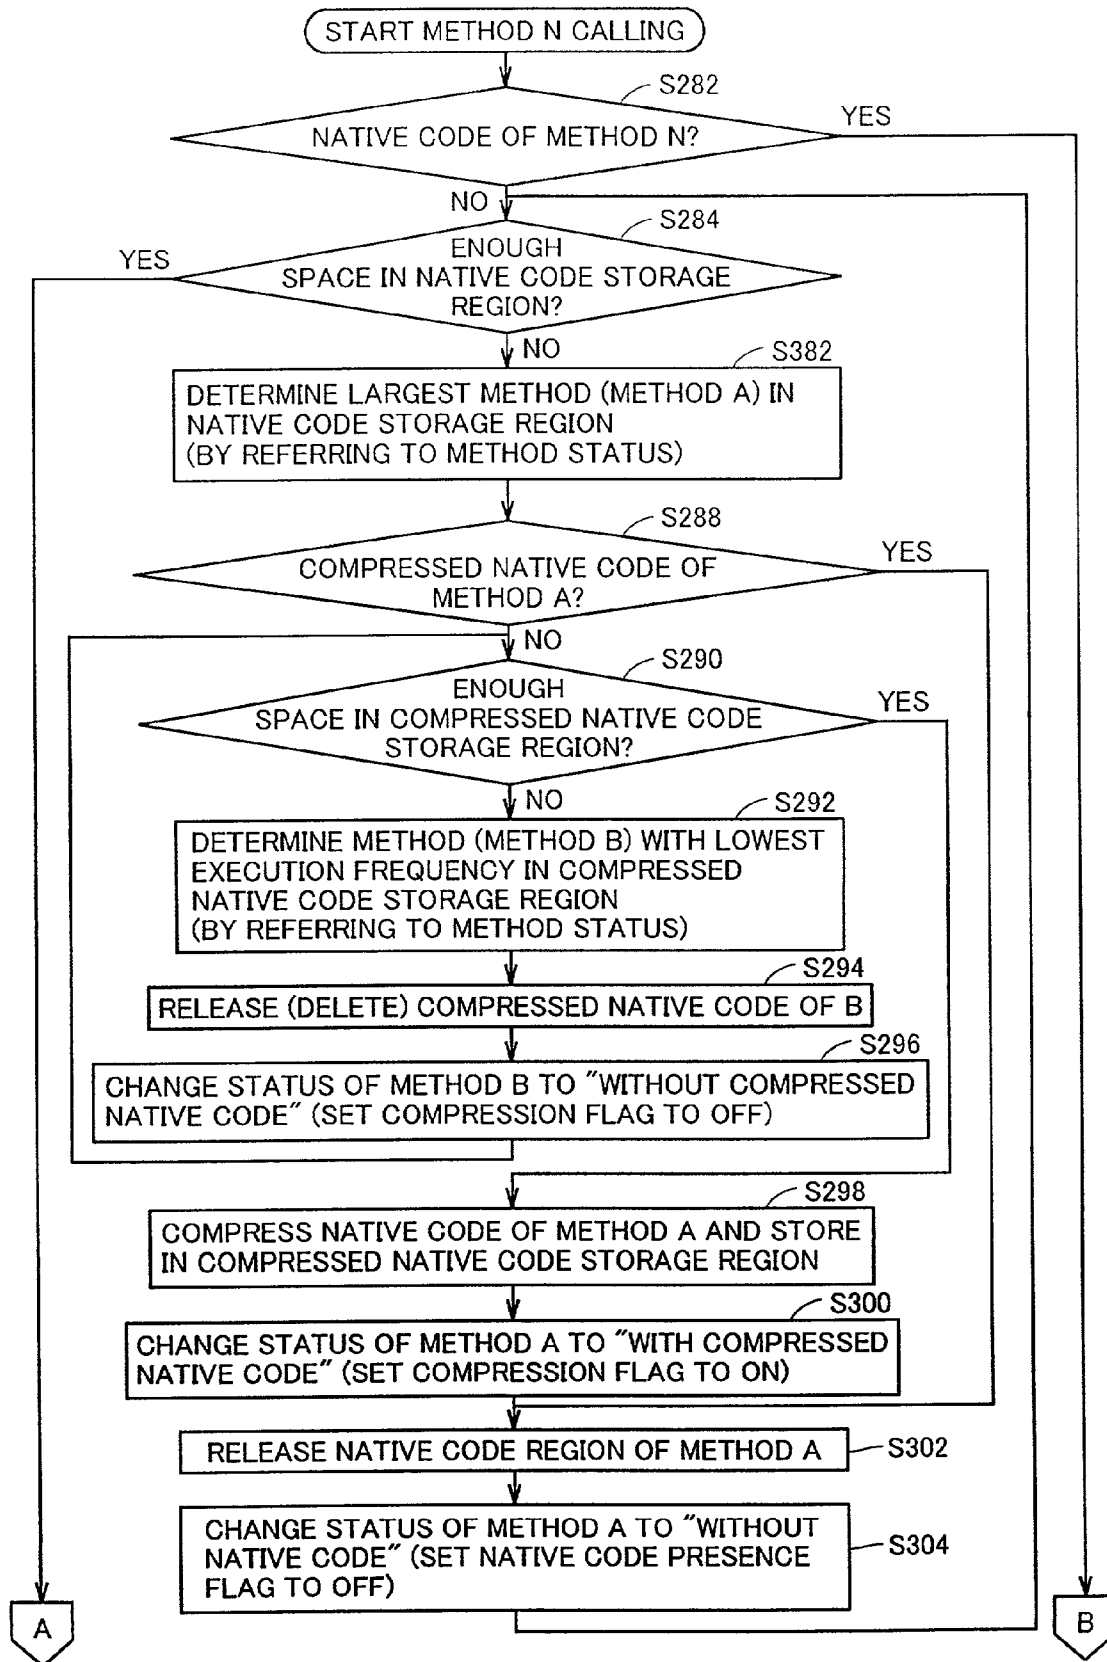 START METHOD N CALLING
S282
NATIVE CODE OF METHOD N?
YES
NO
S284
ENOUGH
SPACE IN NATIVE CODE STORAGE
REGION?
YES
NO
S382
DETERMINE LARGEST METHOD (METHOD A) IN
NATIVE CODE STORAGE REGION
(BY REFERRING TO METHOD STATUS)
S288
COMPRESSED NATIVE CODE OF
METHOD A?
YES
NO
S290
ENOUGH
SPACE IN COMPRESSED NATIVE CODE
STORAGE REGION?
YES
NO
S292
DETERMINE METHOD (METHOD B) WITH LOWEST
EXECUTION FREQUENCY IN COMPRESSED
NATIVE CODE STORAGE REGION
(BY REFERRING TO METHOD STATUS)
S294
RELEASE (DELETE) COMPRESSED NATIVE CODE OF B
S296
CHANGE STATUS OF METHOD B TO "WITHOUT COMPRESSED
NATIVE CODE" (SET COMPRESSION FLAG TO OFF)
S298
COMPRESS NATIVE CODE OF METHOD A AND STORE
IN COMPRESSED NATIVE CODE STORAGE REGION
S300
CHANGE STATUS OF METHOD A TO "WITH COMPRESSED
NATIVE CODE" (SET COMPRESSION FLAG TO ON)
RELEASE NATIVE CODE REGION OF METHOD A
S302
CHANGE STATUS OF METHOD A TO "WITHOUT
NATIVE CODE" (SET NATIVE CODE PRESENCE
FLAG TO OFF)
S304
A
B